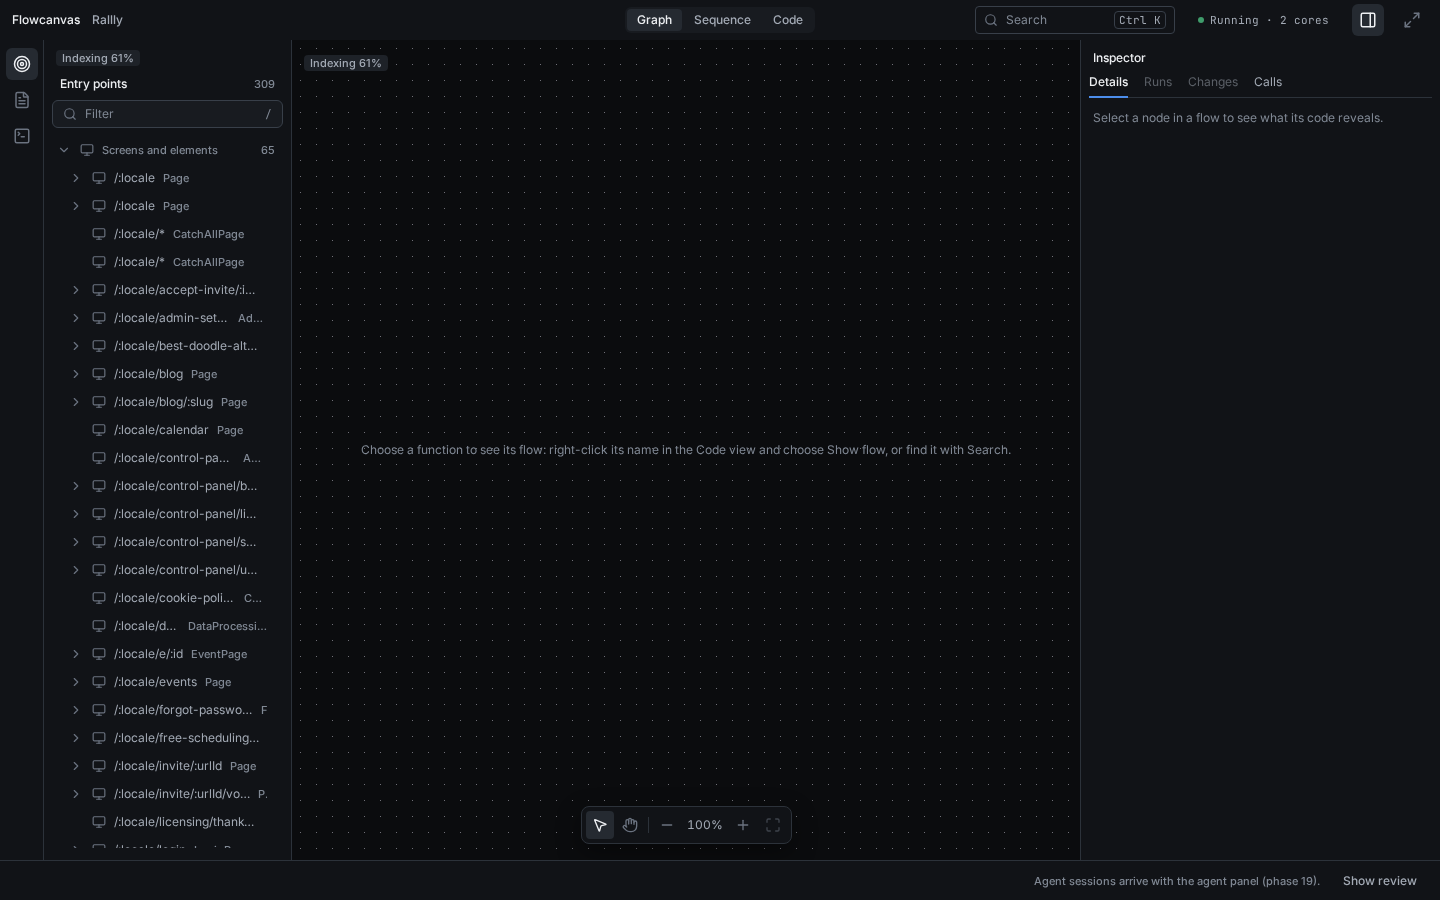 Flowcanvas Rallly
Graph Sequence Code
Search Ctrl K
Running · 2 cores
Indexing 61%
Entry points 309
Filter /
Screens and elements 65
/:locale Page
/:locale Page
/:locale/* CatchAllPage
/:locale/* CatchAllPage
/:locale/accept-invite/:i...
/:locale/admin-set... Ad...
/:locale/best-doodle-alt...
/:locale/blog Page
/:locale/blog/:slug Page
/:locale/calendar Page
/:locale/control-pa... A...
/:locale/control-panel/b...
/:locale/control-panel/li...
/:locale/control-panel/s...
/:locale/control-panel/u...
/:locale/cookie-poli... C...
/:locale/d... DataProcessi...
/:locale/e/:id EventPage
/:locale/events Page
/:locale/forgot-passwo... F
/:locale/free-scheduling...
/:locale/invite/:urlId Page
/:locale/invite/:urlId/vo... P.
/:locale/licensing/thank...
Indexing 61%
Choose a function to see its flow: right-click its name in the Code view and choose Show flow, or find it with Search.
100%
Inspector
Details Runs Changes Calls
Select a node in a flow to see what its code reveals.
Agent sessions arrive with the agent panel (phase 19). Show review